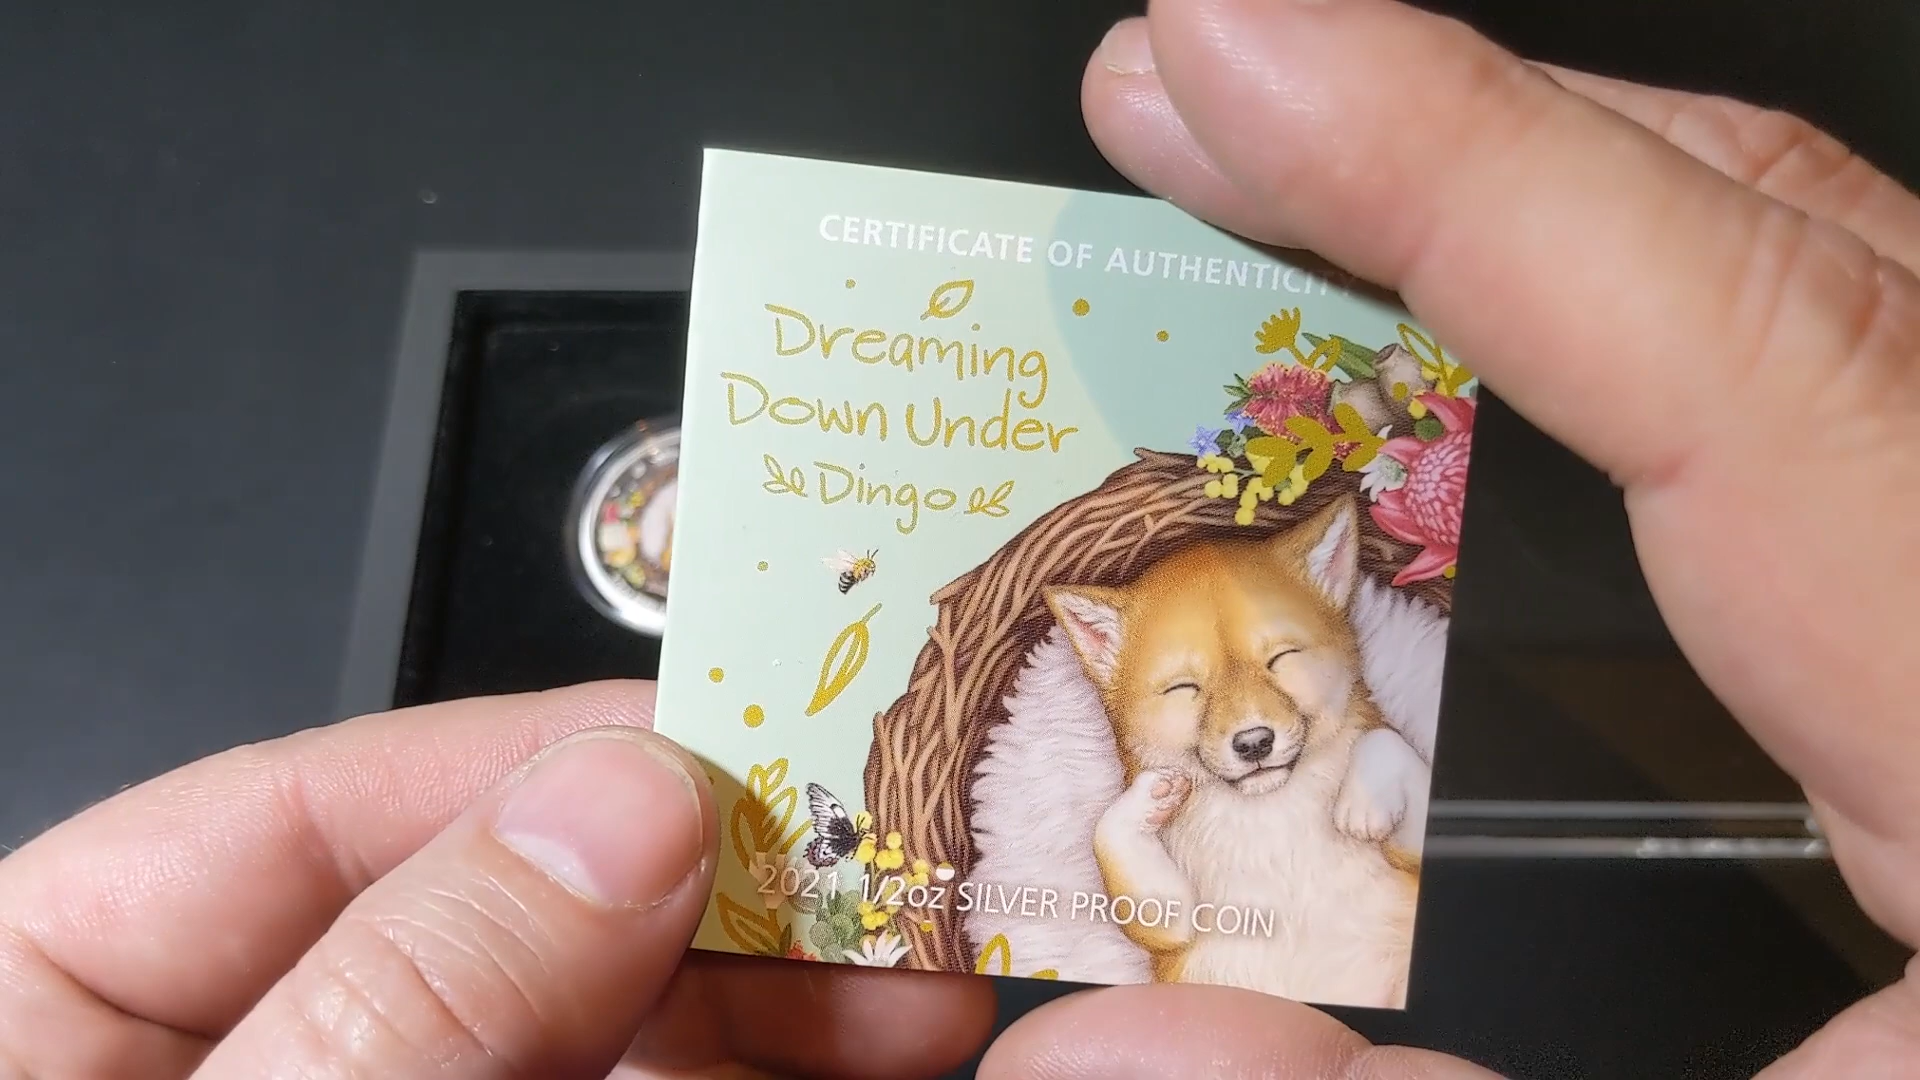 CERTIFICATE OF AUTHENTICITY
Dreaming
Down Under
Dingo
2021 1/2oz SILVER PROOF COIN